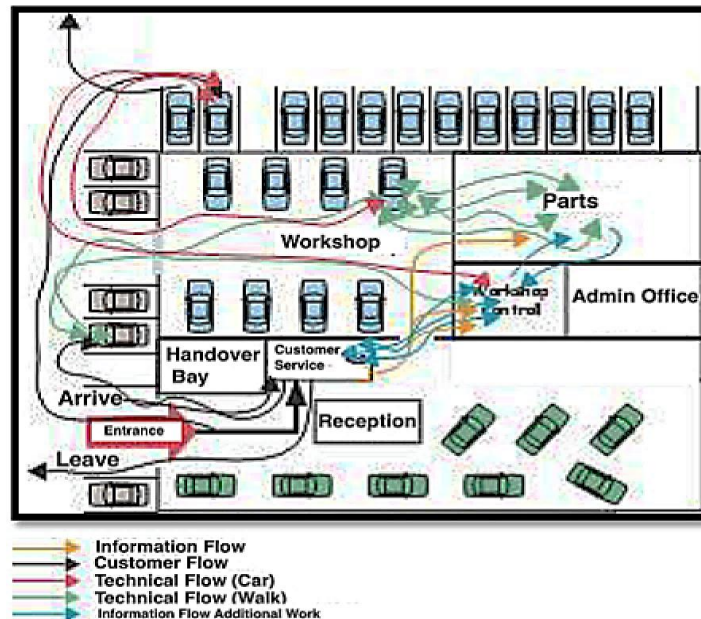 Parts
Workshop
Workshop
Control
Admin Office
Handover
Bay
Customer
Service
Arrive
Entrance
Reception
Leave
Information Flow
Customer Flow
Technical Flow (Car)
Technical Flow (Walk)
Information Flow Additional Work